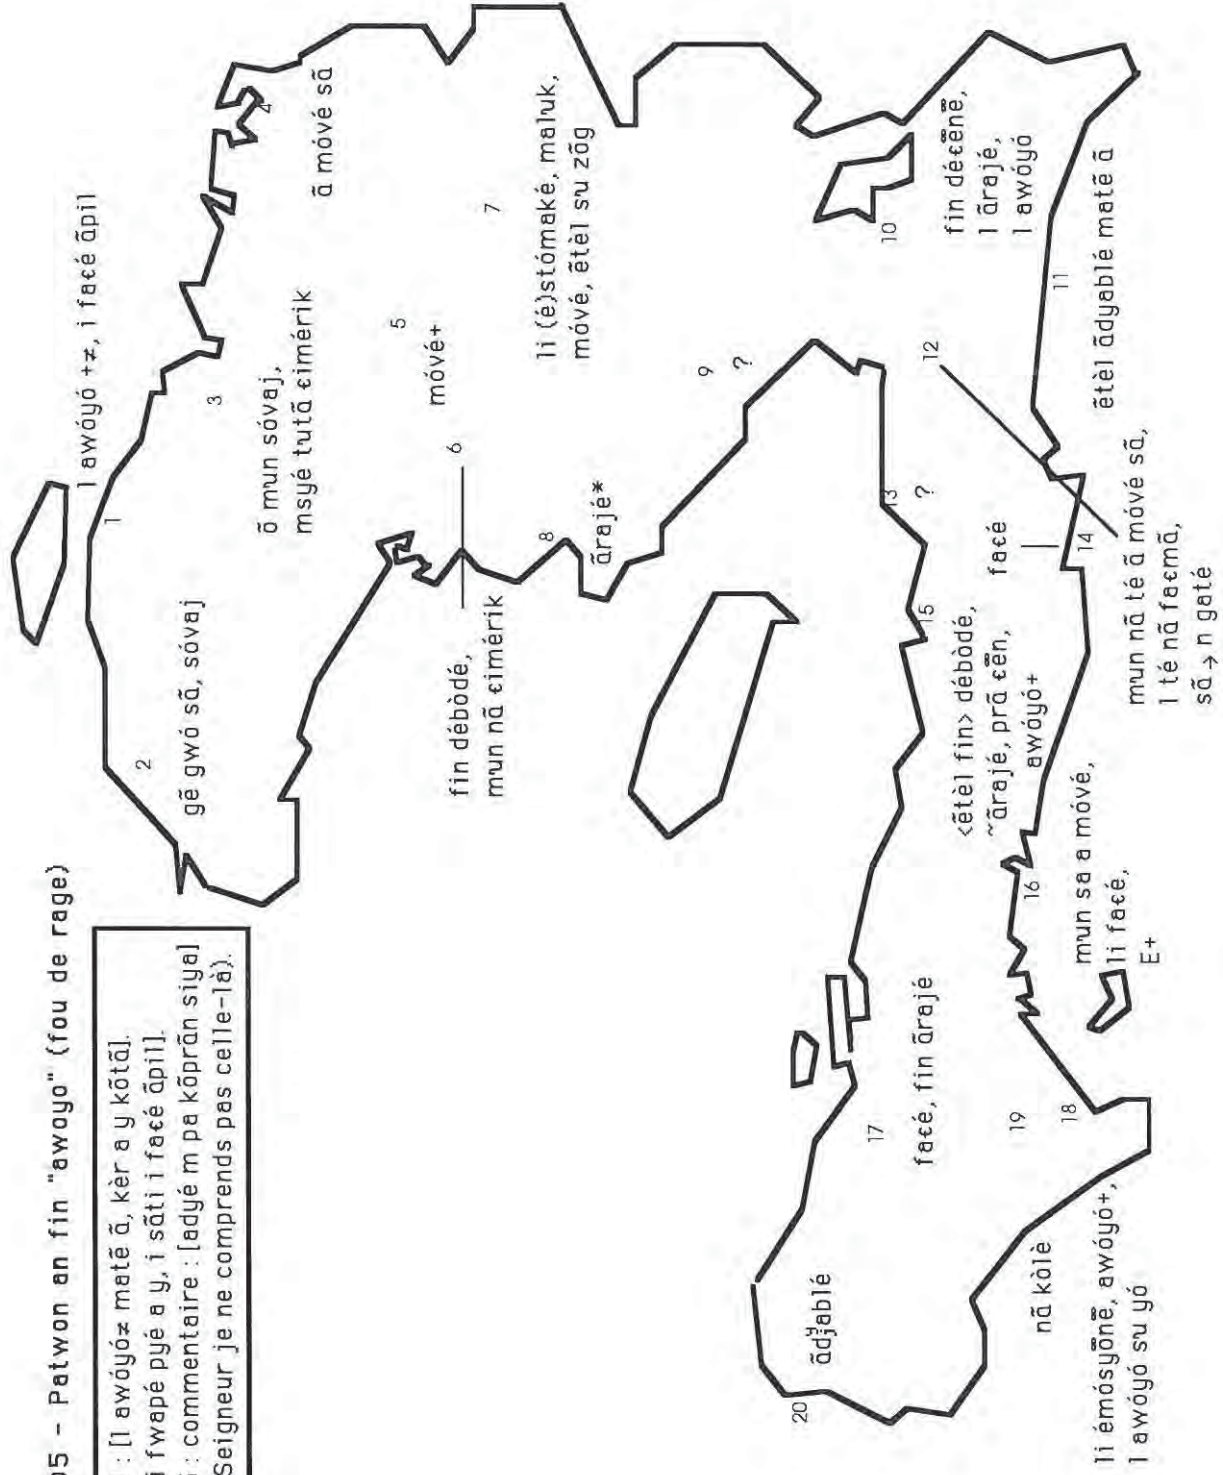 05 - Patwon an fin "awoyo" (fou de rage)
: [l awóyó≠ matẽ ã, kèr a y kõtã].
i fwapé pyé a y, i sãti i faɛé ãpil].
: commentaire : [adyé m pa kõprãn siya]
Seigneur je ne comprends pas celle-là).
l awóyó +≠, i faɛé ãpil
1
2
gẽ gwó sã, sóvaj
3
õ mun sóvaj,
msyé tutã ɛimérik
4
ã móvé sã
5
móvé+
6
fin débòdé,
mun nã ɛimérik
7
li (è)stómaké, maluk,
móvé, ẽtèl su zõg
8
ãrajé*
9
?
10
fin déɛẽnẽ,
l ãrajé,
l awóyó
11
ẽtèl ãdyablé matẽ ã
12
mun nã té ã móvé sã,
l té nã faɛmã,
sã → n gaté
13
?
14
faɛé
15
<ẽtèl fin> débòdé,
~ãrajé, prã ɛẽn,
awóyó+
16
mun sa a móvé,
li faɛé,
E+
17
faɛé, fin ãrajé
18
19
li émósyõnẽ, awóyó+,
l awóyó su yó
nã kòlè
20
ãdjʸablé